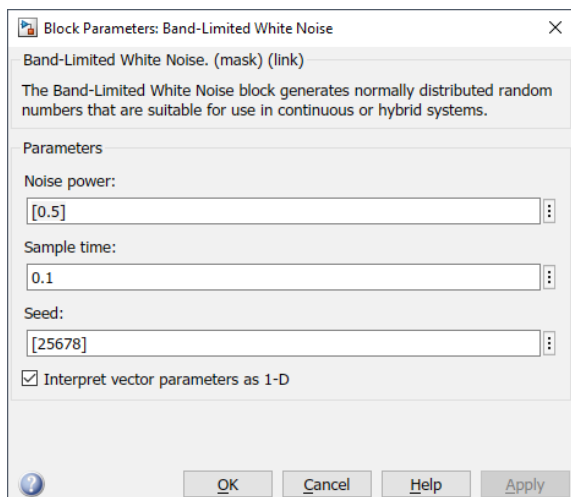 Block Parameters: Band-Limited White Noise
Band-Limited White Noise. (mask) (link)
The Band-Limited White Noise block generates normally distributed random
numbers that are suitable for use in continuous or hybrid systems.
Parameters
Noise power:
[0.5]
Sample time:
0.1
Seed:
[25678]
Interpret vector parameters as 1-D
OK Cancel Help Apply